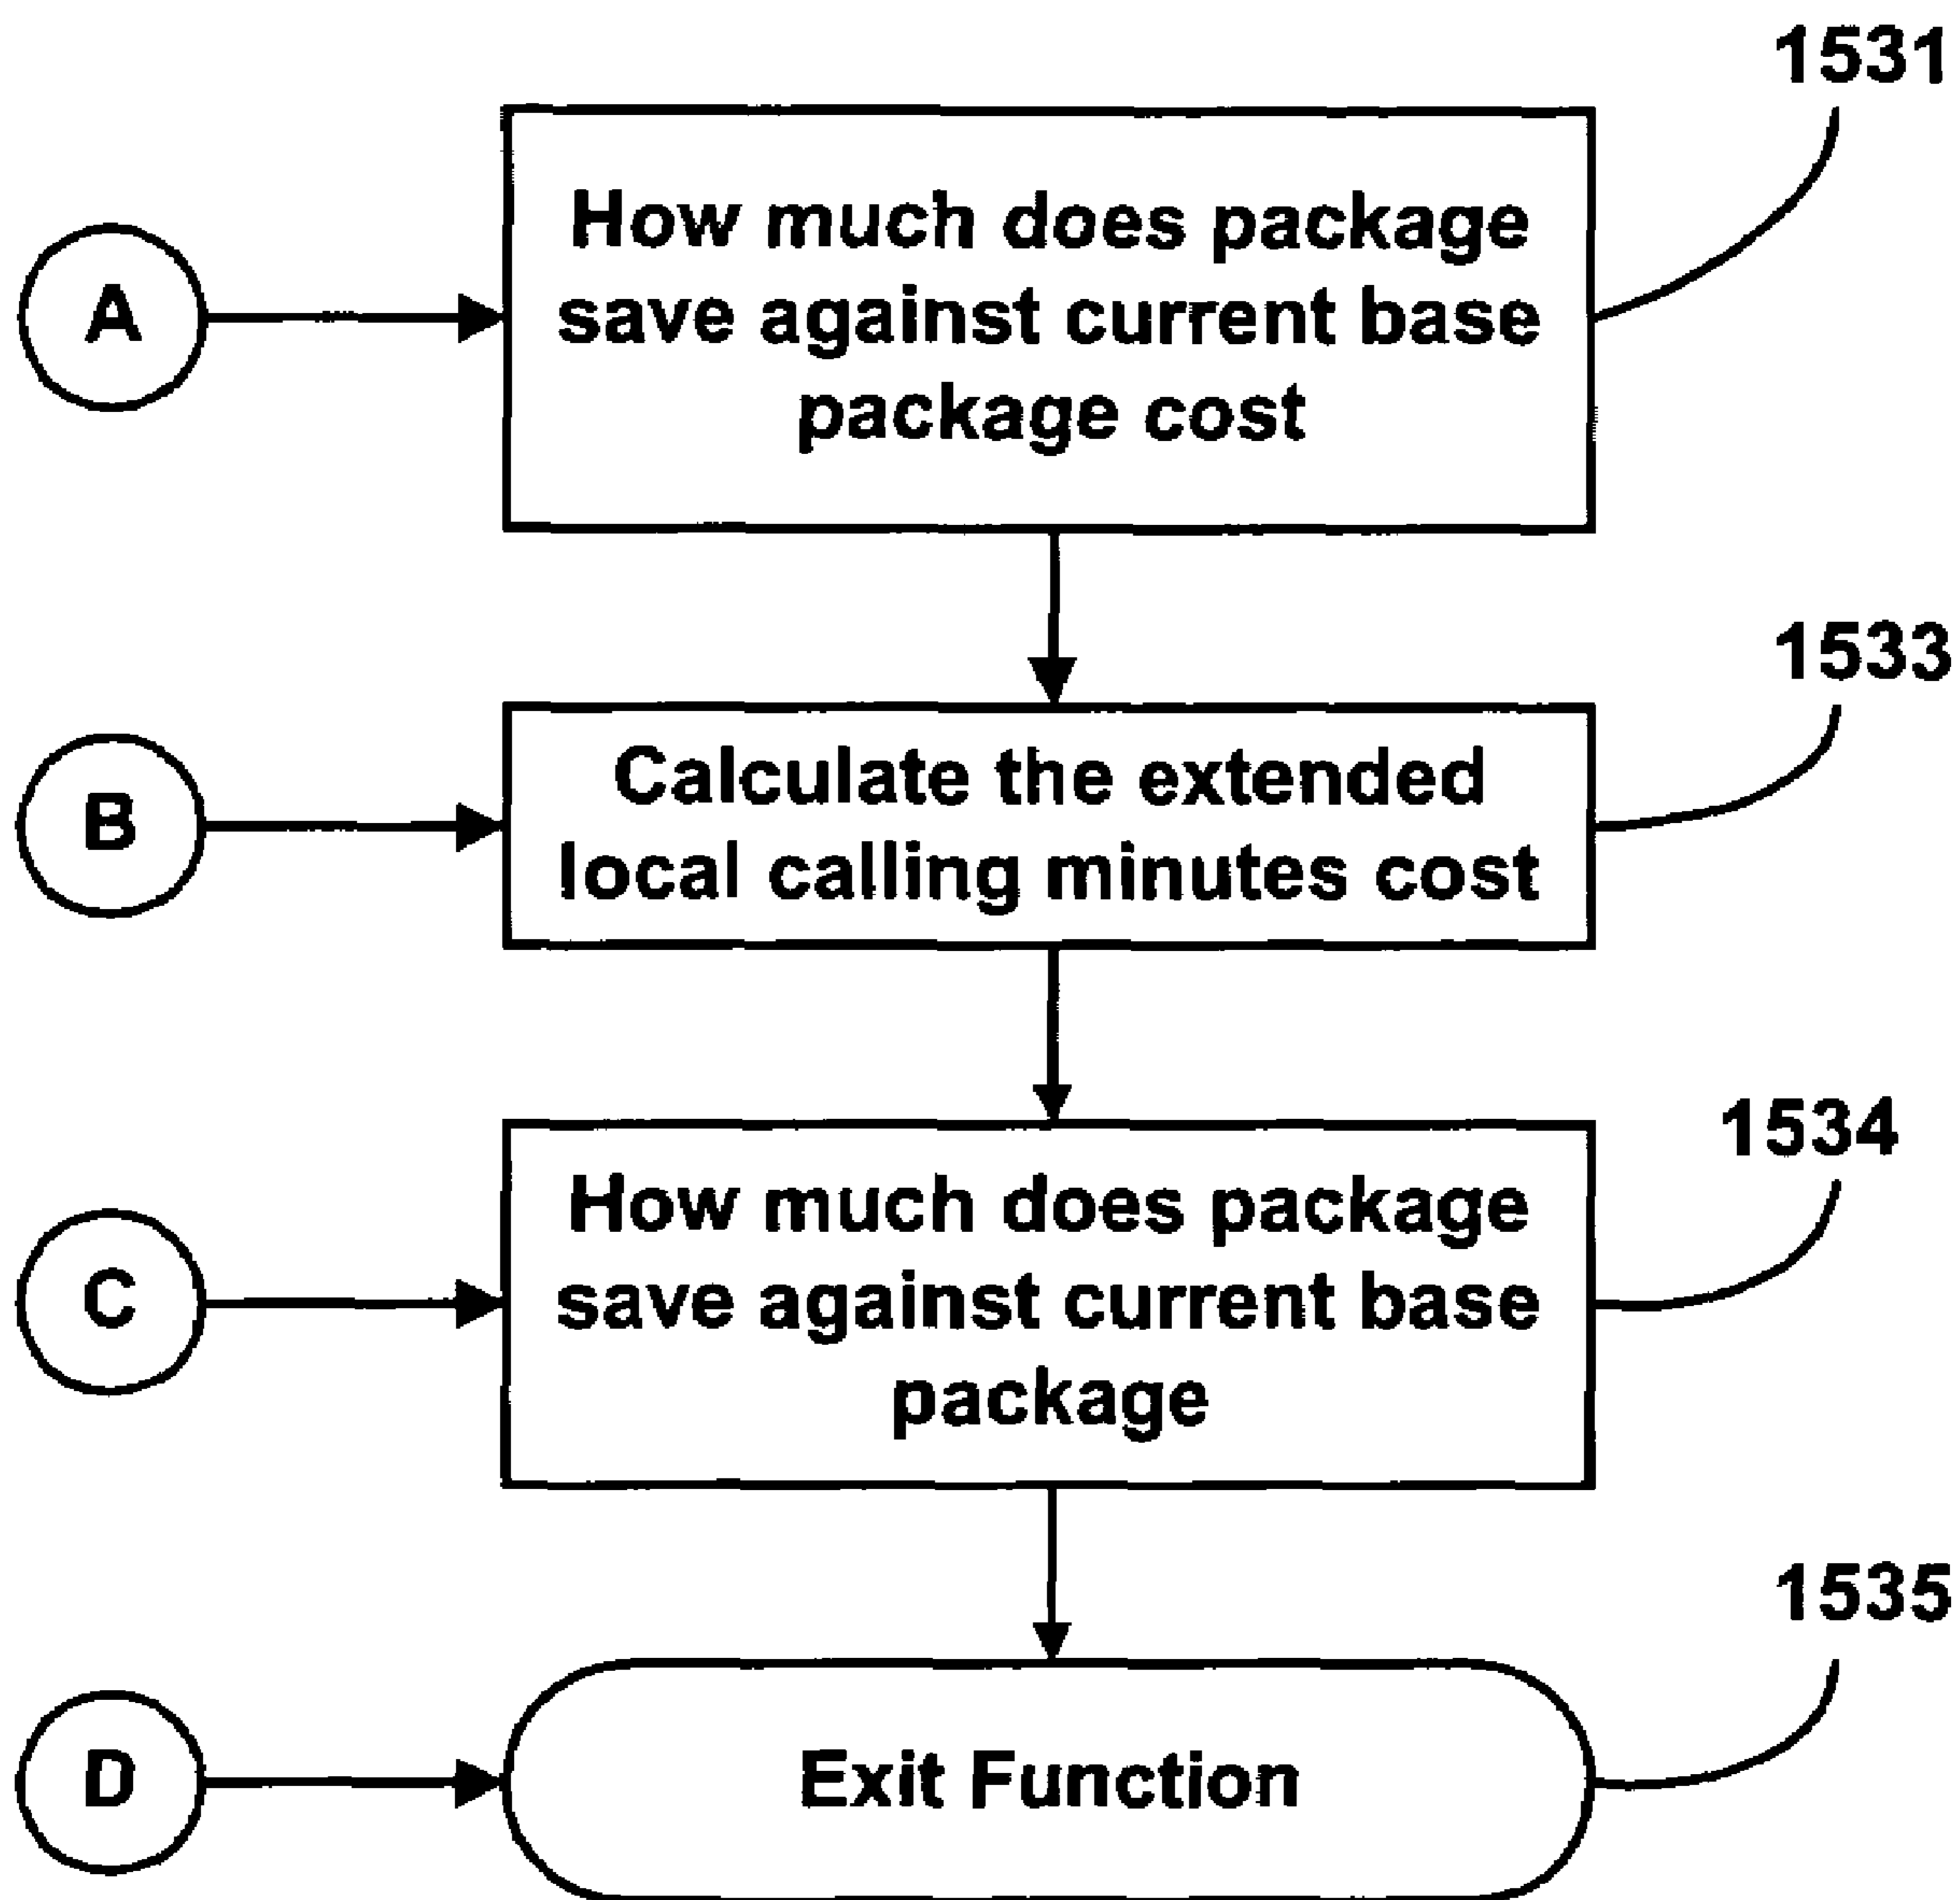 1531
How much does package
save against current base
package cost
A
1533
Calculate the extended
local calling minutes cost
B
1534
How much does package
save against current base
package
C
1535
Exit Function
D